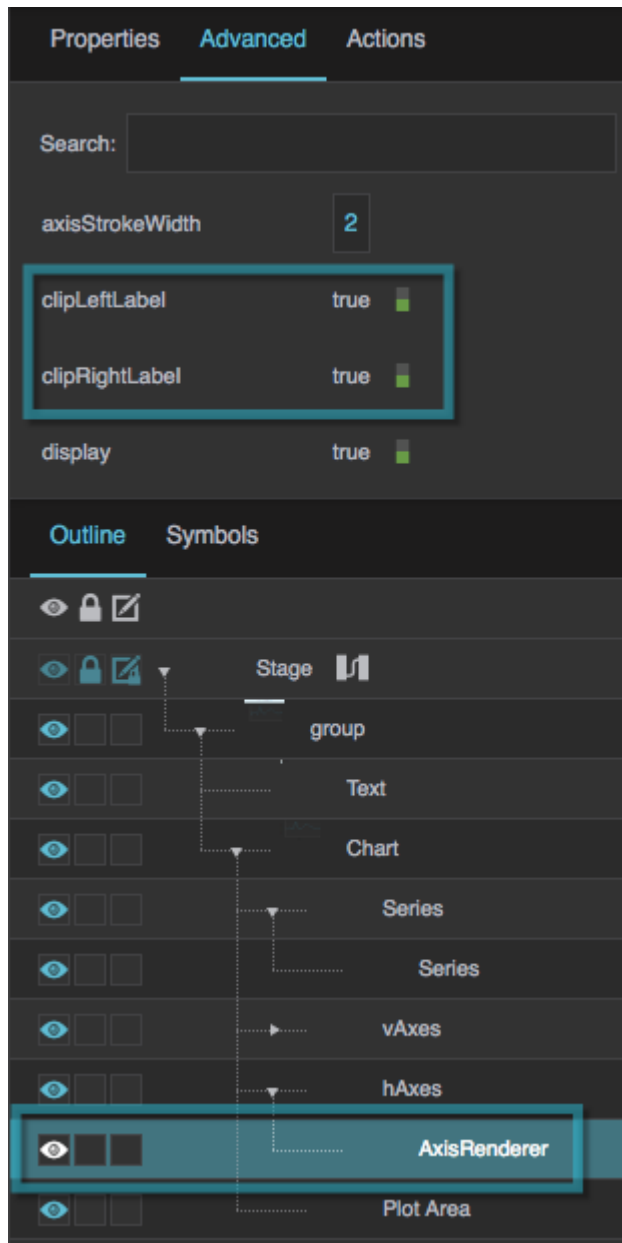 Properties Advanced Actions
Search:
axisStrokeWidth 2
clipLeftLabel true
clipRightLabel true
display true
Outline Symbols
Stage
group
Text
Chart
Series
Series
vAxes
hAxes
AxisRenderer
Plot Area